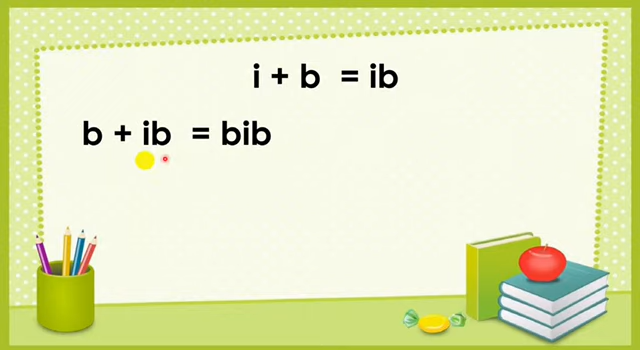 i + b = ib
b + ib = bib